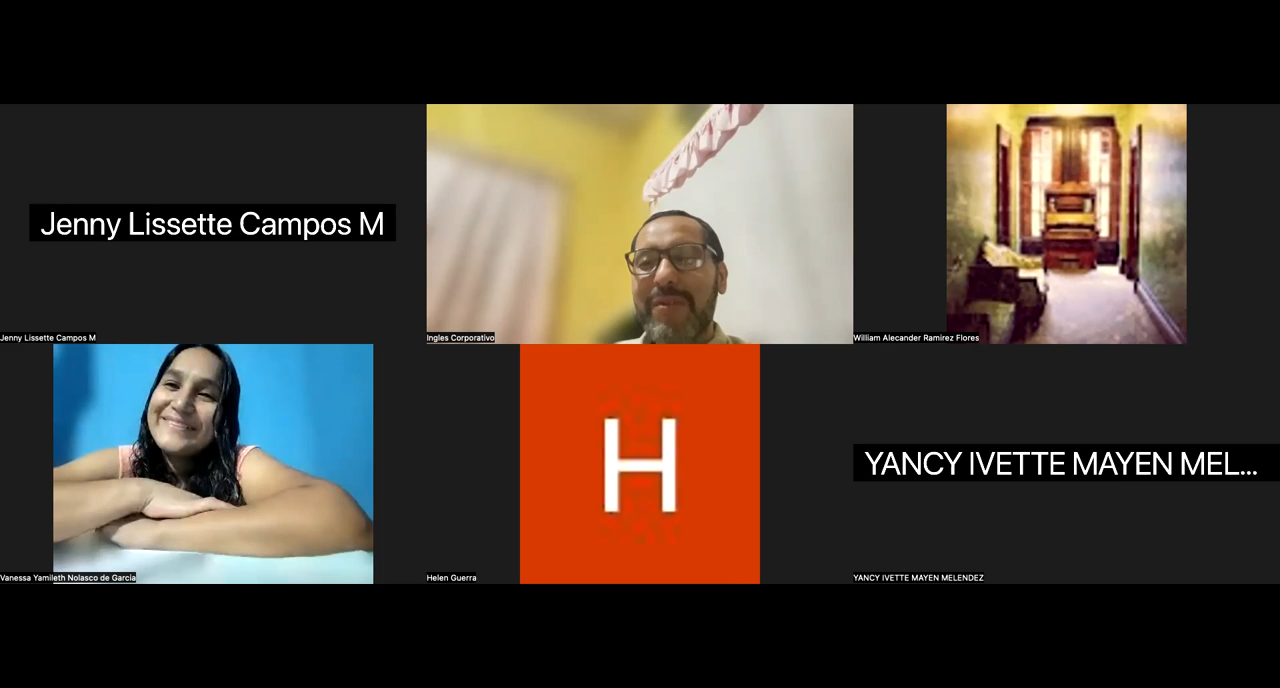 Jenny Lissette Campos M
Jenny Lissette Campos M
Ingles Corporativo
William Alecander Ramirez Flores
H
YANCY IVETTE MAYEN MEL...
Vanessa Yamileth Nolasco de Garcia
Helen Guerra
YANCY IVETTE MAYEN MELENDEZ